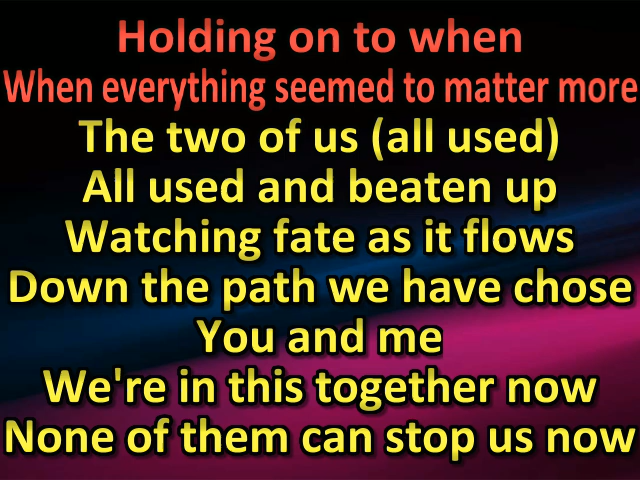 Holding on to when
When everything seemed to matter more
The two of us (all used)
All used and beaten up
Watching fate as it flows
Down the path we have chose
You and me
We're in this together now
None of them can stop us now